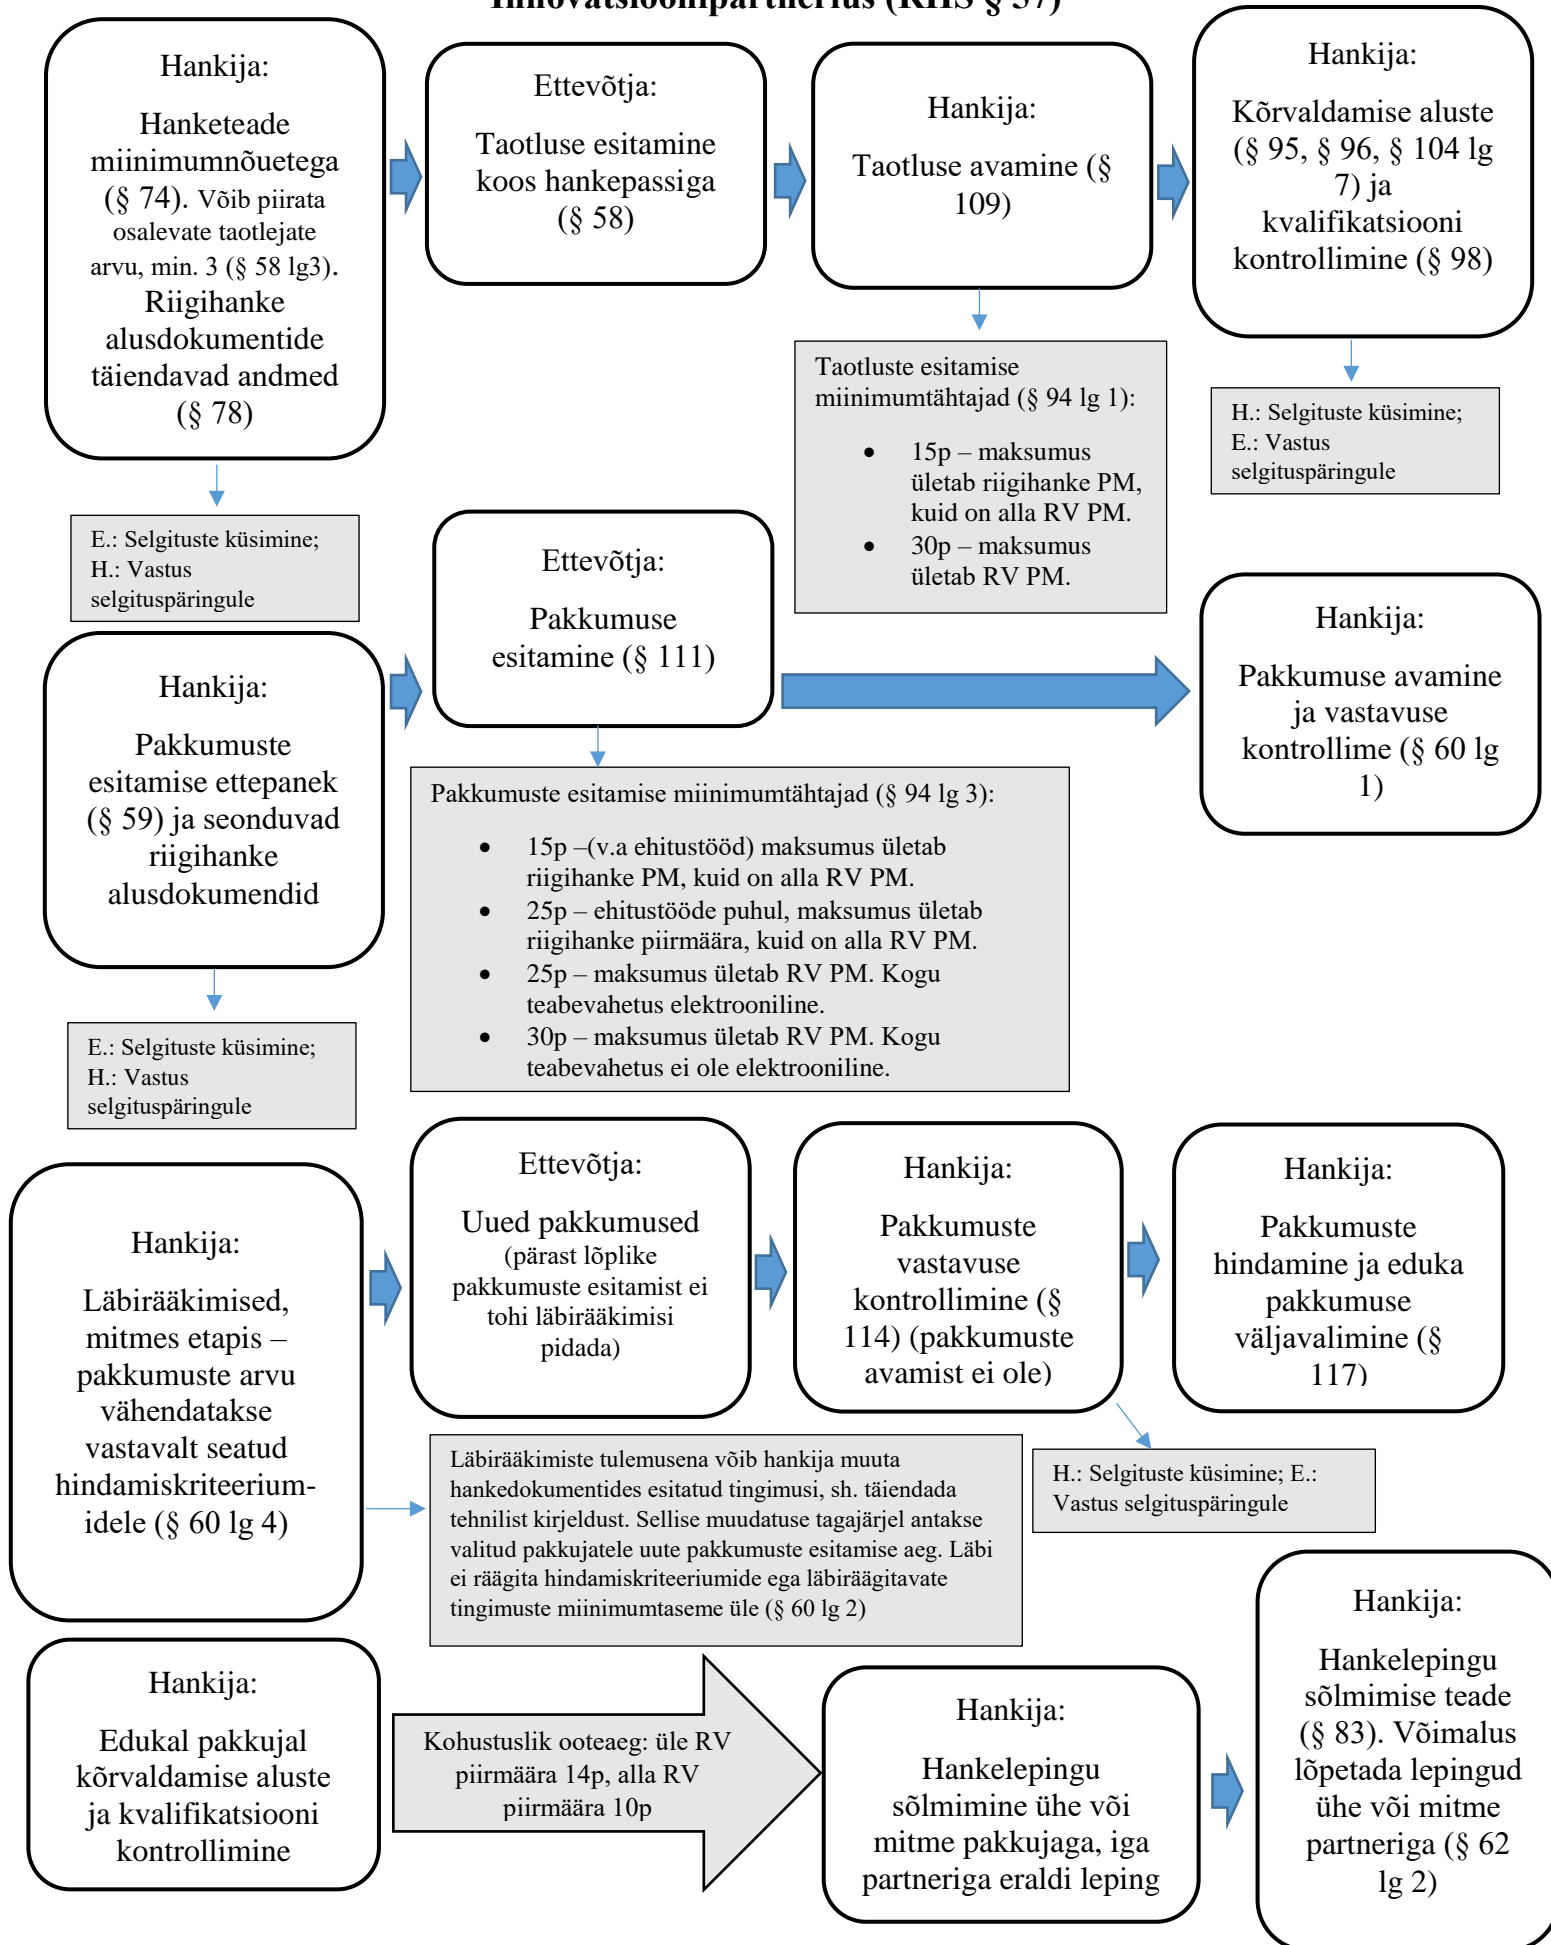 Innovatsioonipartnerius (RHS § 57)
Hankija:
Hanketeade
miinimumnõuetega
(§ 74). Võib piirata
osalevate taotlejate
arvu, min. 3 (§ 58 lg3).
Riigihanke
alusdokumentide
täiendavad andmed
(§ 78)
Ettevõtja:
Taotluse esitamine
koos hankepassiga
(§ 58)
Hankija:
Taotluse avamine (§
109)
Hankija:
Kõrvaldamise aluste
(§ 95, § 96, § 104 lg
7) ja
kvalifikatsiooni
kontrollimine (§ 98)
E.: Selgituste küsimine;
H.: Vastus
selgituspäringule
Taotluste esitamise
miinimumtähtajad (§ 94 lg 1):
• 15p – maksumus
ületab riigihanke PM,
kuid on alla RV PM.
• 30p – maksumus
ületab RV PM.
H.: Selgituste küsimine;
E.: Vastus
selgituspäringule
Hankija:
Pakkumuste
esitamise ettepanek
(§ 59) ja seonduvad
riigihanke
alusdokumendid
Ettevõtja:
Pakkumuse
esitamine (§ 111)
Hankija:
Pakkumuse avamine
ja vastavuse
kontrollime (§ 60 lg
1)
E.: Selgituste küsimine;
H.: Vastus
selgituspäringule
Pakkumuste esitamise miinimumtähtajad (§ 94 lg 3):
• 15p –(v.a ehitustööd) maksumus ületab
riigihanke PM, kuid on alla RV PM.
• 25p – ehitustööde puhul, maksumus ületab
riigihanke piirmäära, kuid on alla RV PM.
• 25p – maksumus ületab RV PM. Kogu
teabevahetus elektrooniline.
• 30p – maksumus ületab RV PM. Kogu
teabevahetus ei ole elektrooniline.
Hankija:
Läbirääkimised,
mitmes etapis –
pakkumuste arvu
vähendatakse
vastavalt seatud
hindamiskriteerium-
idele (§ 60 lg 4)
Ettevõtja:
Uued pakkumused
(pärast lõplike
pakkumuste esitamist ei
tohi läbirääkimisi
pidada)
Hankija:
Pakkumuste
vastavuse
kontrollimine (§
114) (pakkumuste
avamist ei ole)
Hankija:
Pakkumuste
hindamine ja eduka
pakkumuse
väljavalimine (§
117)
Läbirääkimiste tulemusena võib hankija muuta
hankedokumentides esitatud tingimusi, sh. täiendada
tehnilist kirjeldust. Sellise muudatuse tagajärjel antakse
valitud pakkujatele uute pakkumuste esitamise aeg. Läbi
ei räägita hindamiskriteeriumide ega läbiräägitavate
tingimuste miinimumtaseme üle (§ 60 lg 2)
H.: Selgituste küsimine; E.:
Vastus selgituspäringule
Hankija:
Edukal pakkujal
kõrvaldamise aluste
ja kvalifikatsiooni
kontrollimine
Kohustuslik ooteaeg: üle RV
piirmäära 14p, alla RV
piirmäära 10p
Hankija:
Hankelepingu
sõlmimine ühe või
mitme pakkujaga, iga
partneriga eraldi leping
Hankija:
Hankelepingu
sõlmimise teade
(§ 83). Võimalus
lõpetada lepingud
ühe või mitme
partneriga (§ 62
lg 2)